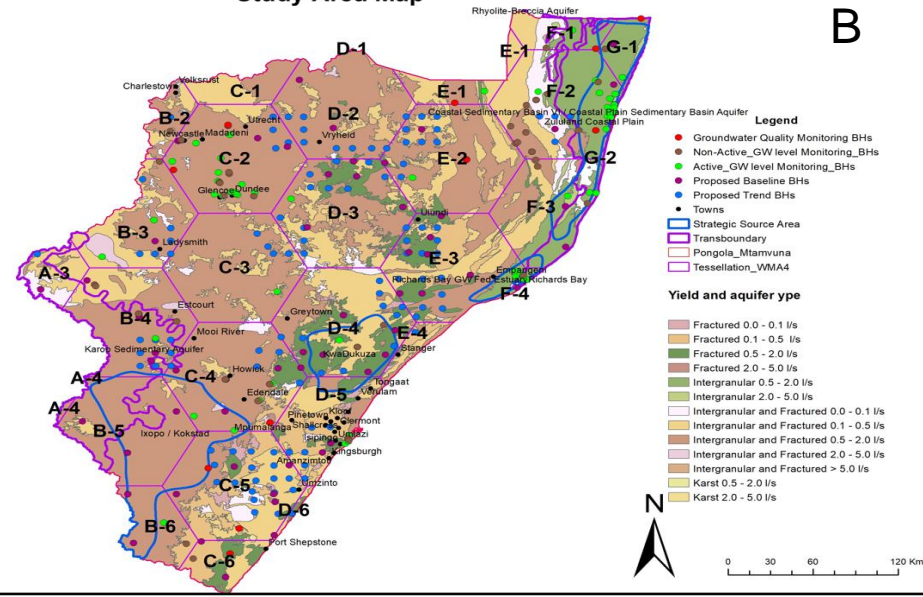 Study Area Map
B
Rhyolite-Breccia Aquifer
F-1
G-1
E-1
D-1
Volksrust
Charlestown
C-1
E-1
F-2
Coastal Sedimentary Basin V
Coastal Plain Sedimentary Basin Aquifer
Zululand Coastal Plain
B-2
D-2
Utrecht
Newcastle
Madadeni
Vryheid
C-2
E-2
G-2
Glencoe
Dundee
D-3
Ulundi
F-3
B-3
Ladysmith
E-3
C-3
A-3
Empangeni
Richards Bay GW Fed Estuary
Richards Bay
F-4
Estcourt
B-4
Greytown
D-4
Mooi River
E-4
Karoo Sedimentary Aquifer
KwaDukuza
Stanger
A-4
C-4
Howick
Tongaat
Verulam
Edendale
D-5
A-4
Pinetown
Kloof
Clermont
B-5
Mpumalanga
Shallcross
Umlazi
Isipingo
Ixopo / Kokstad
Kingsburgh
Amanzimtoti
C-5
Umzinto
D-6
B-6
Port Shepstone
C-6
Legend
Groundwater Quality Monitoring BHs
Non-Active_GW level Monitoring_BHs
Active_GW level Monitoring_BHs
Proposed Baseline BHs
Proposed Trend BHs
Towns
Strategic Source Area
Transboundary
Pongola_Mtamvuna
Tessellation_WMA4
Yield and aquifer ype
Fractured 0.0 - 0.1 l/s
Fractured 0.1 - 0.5 l/s
Fractured 0.5 - 2.0 l/s
Fractured 2.0 - 5.0 l/s
Intergranular 0.5 - 2.0 l/s
Intergranular 2.0 - 5.0 l/s
Intergranular and Fractured 0.0 - 0.1 l/s
Intergranular and Fractured 0.1 - 0.5 l/s
Intergranular and Fractured 0.5 - 2.0 l/s
Intergranular and Fractured 2.0 - 5.0 l/s
Intergranular and Fractured > 5.0 l/s
Karst 0.5 - 2.0 l/s
Karst 2.0 - 5.0 l/s
N
0 30 60 120 Km